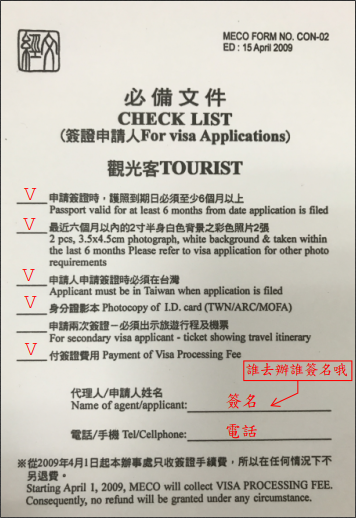 文經
MECO FORM NO. CON-02
ED : 15 April 2009
必備文件
CHECK LIST
(簽證申請人For visa Applications)
觀光客TOURIST
V 申請簽證時，護照到期日必須至少6個月以上
Passport valid for at least 6 months from date application is filed
V 最近六個月以內的2寸半身白色背景之彩色照片2張
2 pcs, 3.5x4.5cm photograph, white background & taken within
the last 6 months Please refer to visa application for other photo
requirements
V 申請人申請簽證時必須在台灣
Applicant must be in Taiwan when application is filed
V 身分證影本 Photocopy of I.D. card (TWN/ARC/MOFA)
申請兩次簽證－必須出示旅遊行程及機票
For secondary visa applicant - ticket showing travel itinerary
V 付簽證費用 Payment of Visa Processing Fee
誰去辦誰簽名哦
代理人/申請人姓名
Name of agent/applicant: 簽名
電話/手機 Tel/Cellphone: 電話
※從2009年4月1日起本辦事處只收簽證手續費，所以在任何情況下不
另退費。
Starting April 1, 2009, MECO will collect VISA PROCESSING FEE.
Consequently, no refund will be granted under any circumstance.